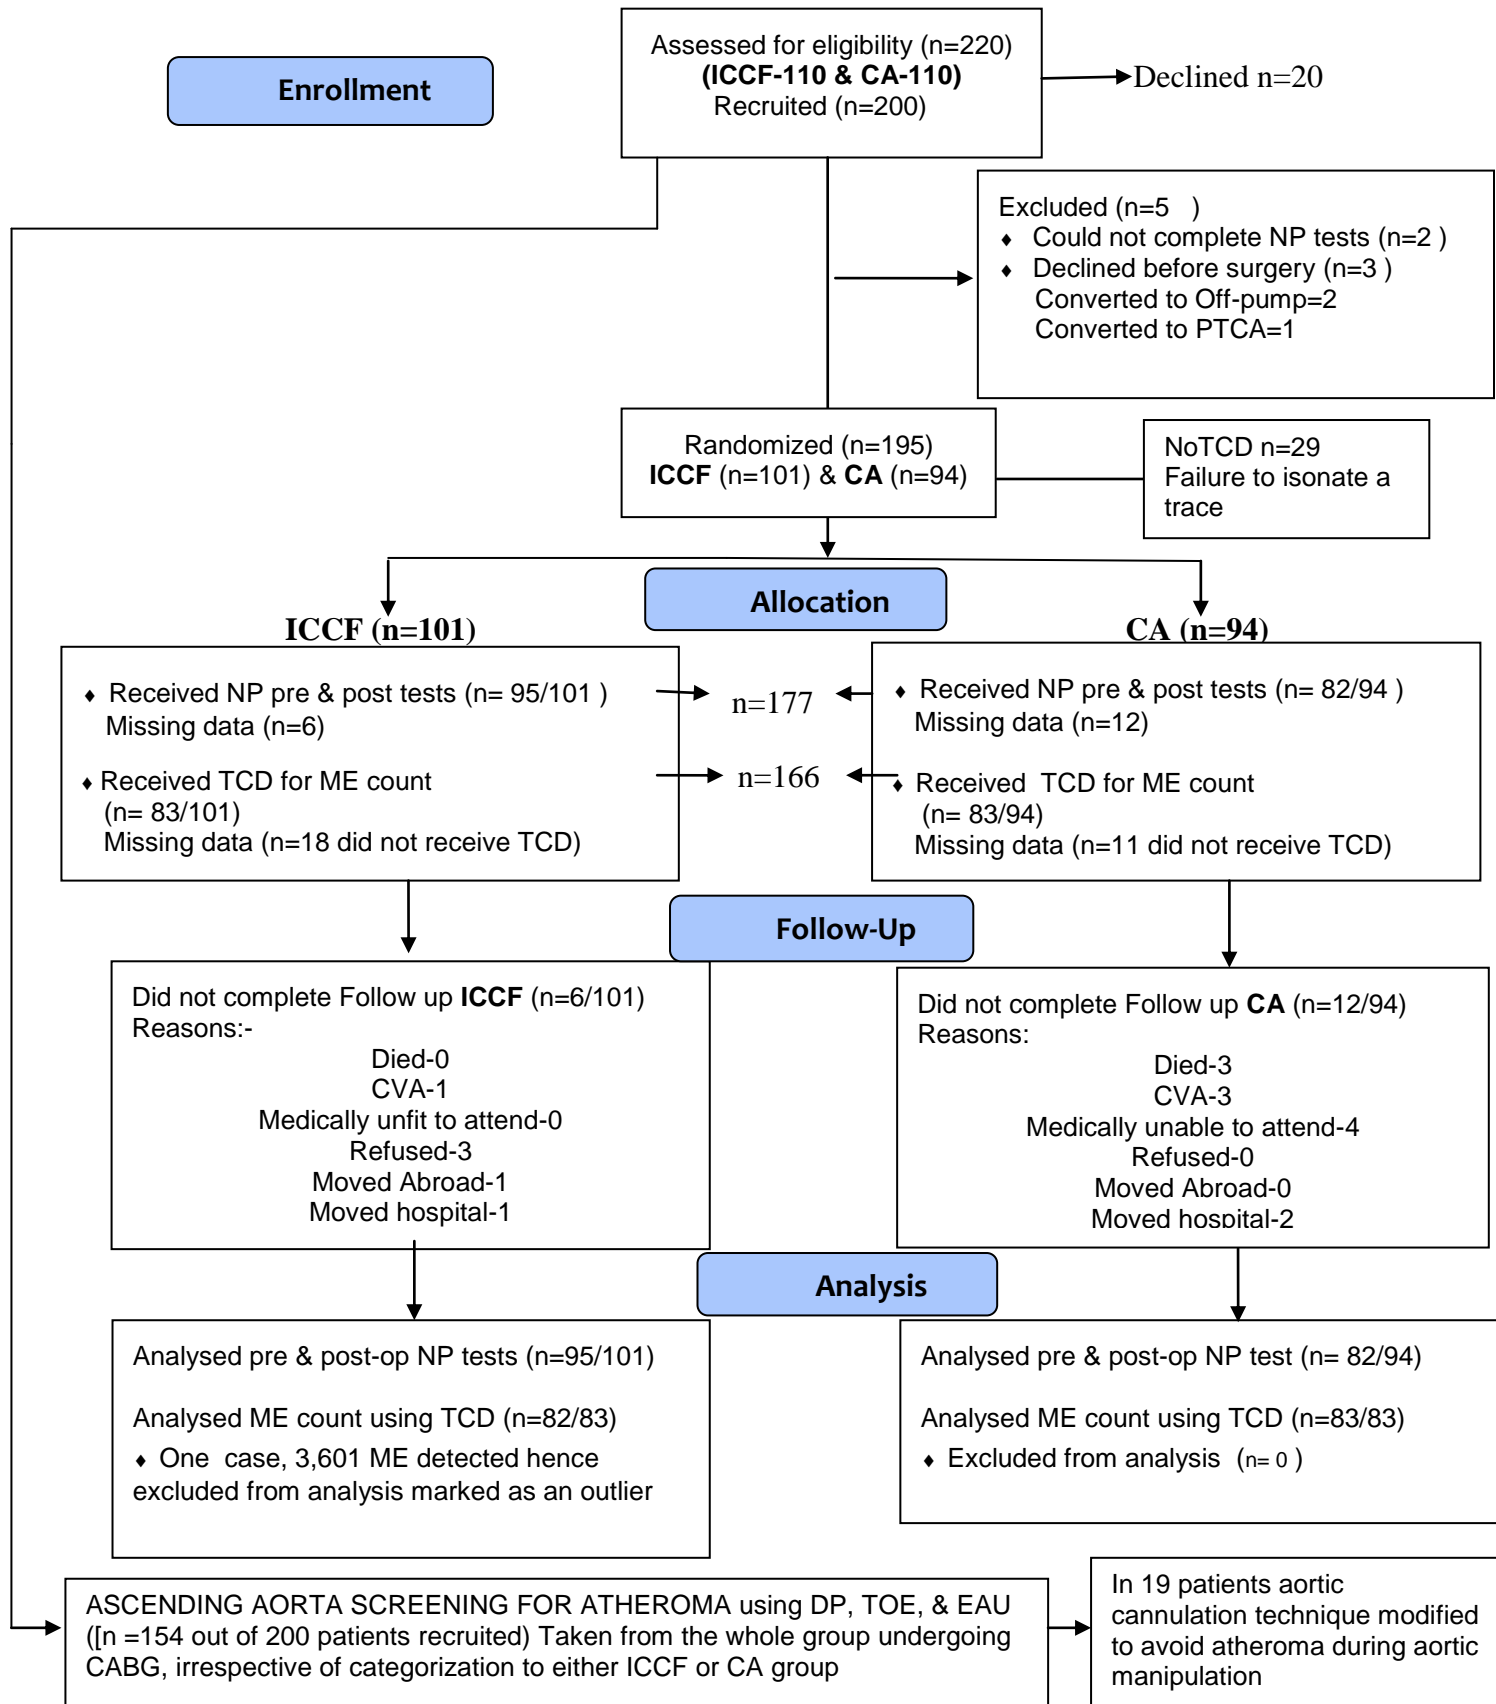 Assessed for eligibility (n=220)
(ICCF-110 & CA-110)
Recruited (n=200)
Enrollment
Declined n=20
Excluded (n=5 )
♦ Could not complete NP tests (n=2 )
♦ Declined before surgery (n=3 )
Converted to Off-pump=2
Converted to PTCA=1
Randomized (n=195)
ICCF (n=101) & CA (n=94)
NoTCD n=29
Failure to isonate a
trace
Allocation
ICCF (n=101)
♦ Received NP pre & post tests (n= 95/101 )
Missing data (n=6)
♦ Received TCD for ME count
(n= 83/101)
Missing data (n=18 did not receive TCD)
n=177
n=166
CA (n=94)
♦ Received NP pre & post tests (n= 82/94 )
Missing data (n=12)
♦ Received TCD for ME count
(n= 83/94)
Missing data (n=11 did not receive TCD)
Follow-Up
Did not complete Follow up ICCF (n=6/101)
Reasons:-
Died-0
CVA-1
Medically unfit to attend-0
Refused-3
Moved Abroad-1
Moved hospital-1
Did not complete Follow up CA (n=12/94)
Reasons:
Died-3
CVA-3
Medically unable to attend-4
Refused-0
Moved Abroad-0
Moved hospital-2
Analysis
Analysed pre & post-op NP tests (n=95/101)
Analysed ME count using TCD (n=82/83)
♦ One case, 3,601 ME detected hence
excluded from analysis marked as an outlier
Analysed pre & post-op NP test (n= 82/94)
Analysed ME count using TCD (n=83/83)
♦ Excluded from analysis (n= 0 )
ASCENDING AORTA SCREENING FOR ATHEROMA using DP, TOE, & EAU
([n =154 out of 200 patients recruited) Taken from the whole group undergoing
CABG, irrespective of categorization to either ICCF or CA group
In 19 patients aortic
cannulation technique modified
to avoid atheroma during aortic
manipulation